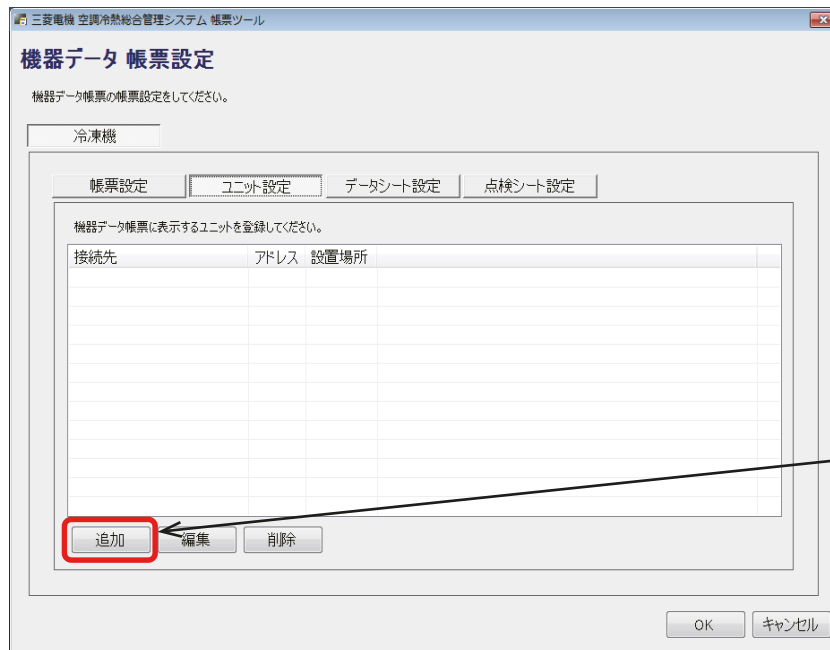 三菱電機 空調冷熱総合管理システム 帳票ツール
機器データ 帳票設定
機器データ帳票の帳票設定をしてください。
冷凍機
帳票設定 ユニット設定 データシート設定 点検シート設定
機器データ帳票に表示するユニットを登録してください。
接続先 アドレス 設置場所
追加 編集 削除
OK キャンセル